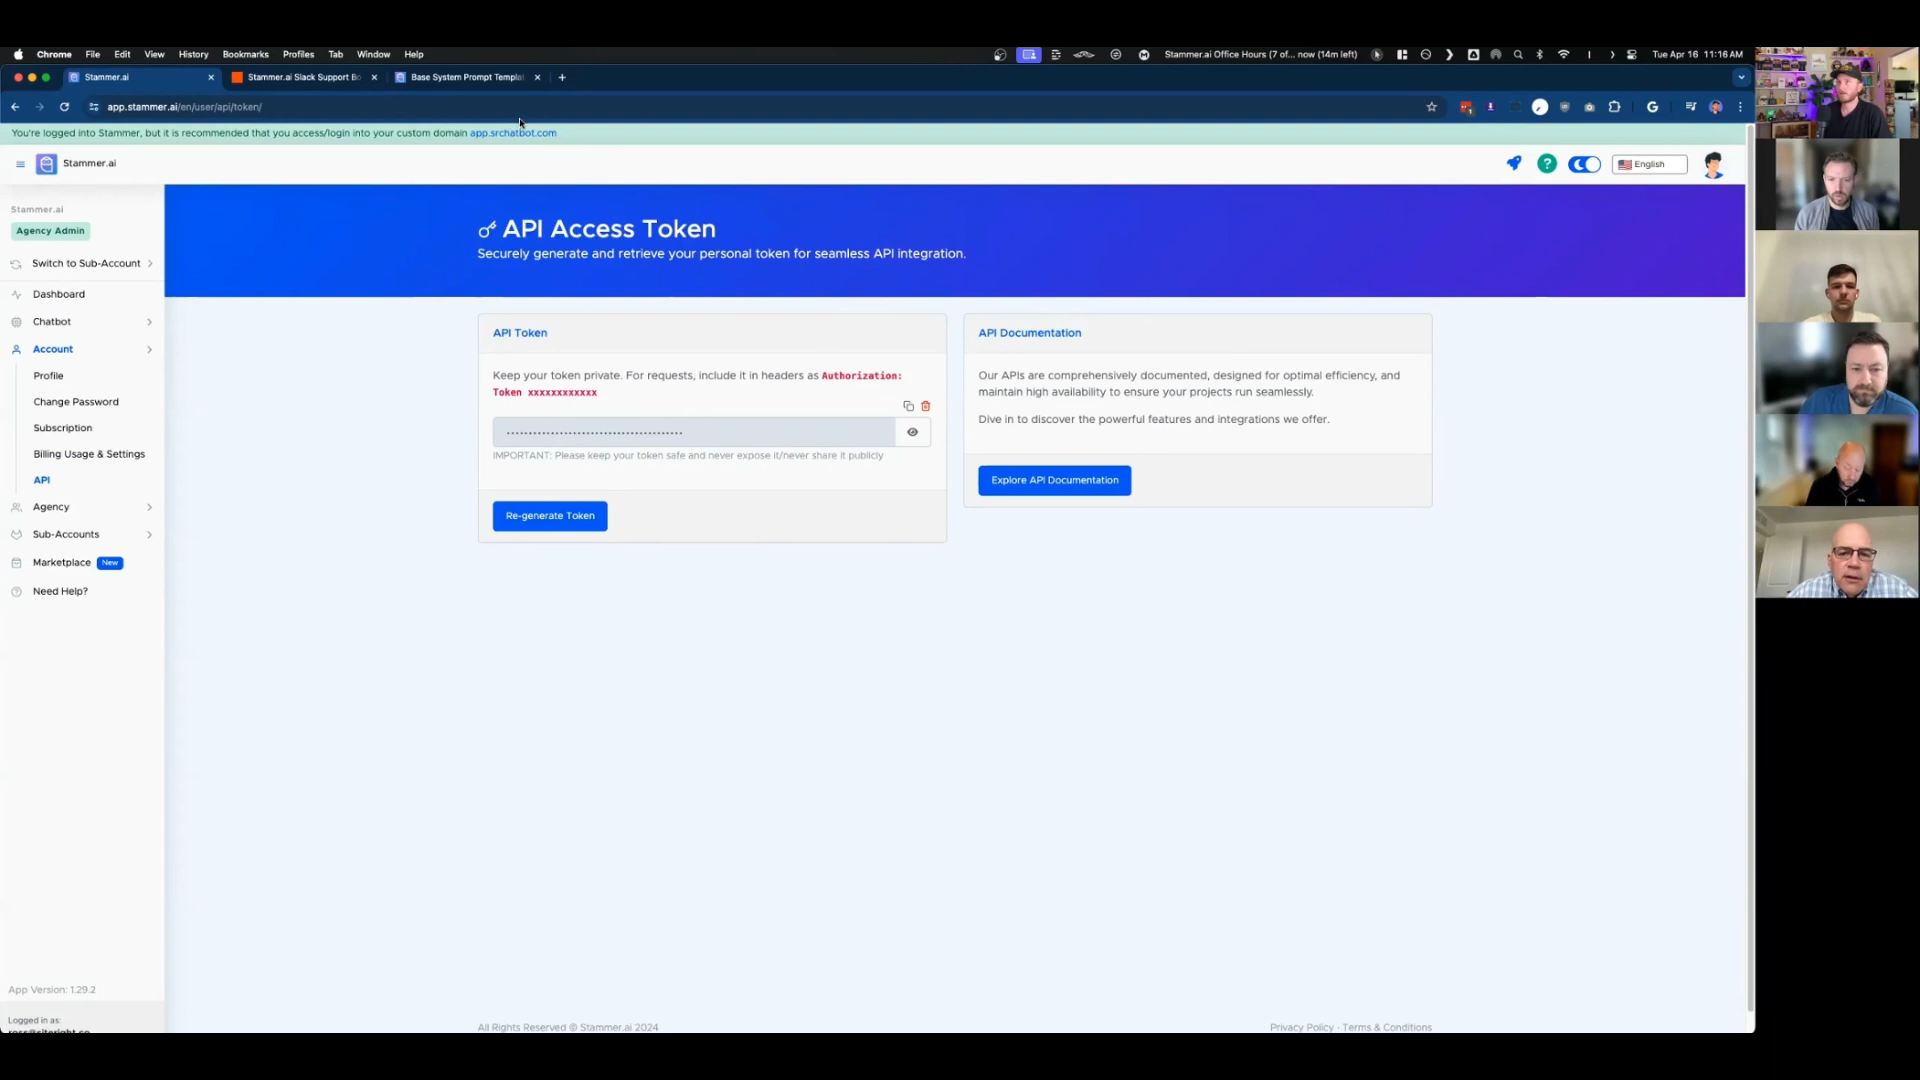 Chrome File Edit View History Bookmarks Profiles Tab Window Help
Stammer.ai Office Hours (7 of... now (14m left)
Tue Apr 16 11:16 AM
Stammer.ai
Stammer.ai Slack Support Bo
Base System Prompt Templat
app.stammer.ai/en/user/api/token/
You're logged into Stammer, but it is recommended that you access/login into your custom domain app.srchatbot.com
Stammer.ai
English
Stammer.ai
Agency Admin
Switch to Sub-Account
Dashboard
Chatbot
Account
Profile
Change Password
Subscription
Billing Usage & Settings
API
Agency
Sub-Accounts
Marketplace New
Need Help?
App Version: 1.29.2
Logged in as:
API Access Token
Securely generate and retrieve your personal token for seamless API integration.
API Token
Keep your token private. For requests, include it in headers as Authorization:
Token xxxxxxxxxxxx
IMPORTANT: Please keep your token safe and never expose it/never share it publicly
Re-generate Token
API Documentation
Our APIs are comprehensively documented, designed for optimal efficiency, and
maintain high availability to ensure your projects run seamlessly.
Dive in to discover the powerful features and integrations we offer.
Explore API Documentation
All Rights Reserved © Stammer.ai 2024
Privacy Policy - Terms & Conditions